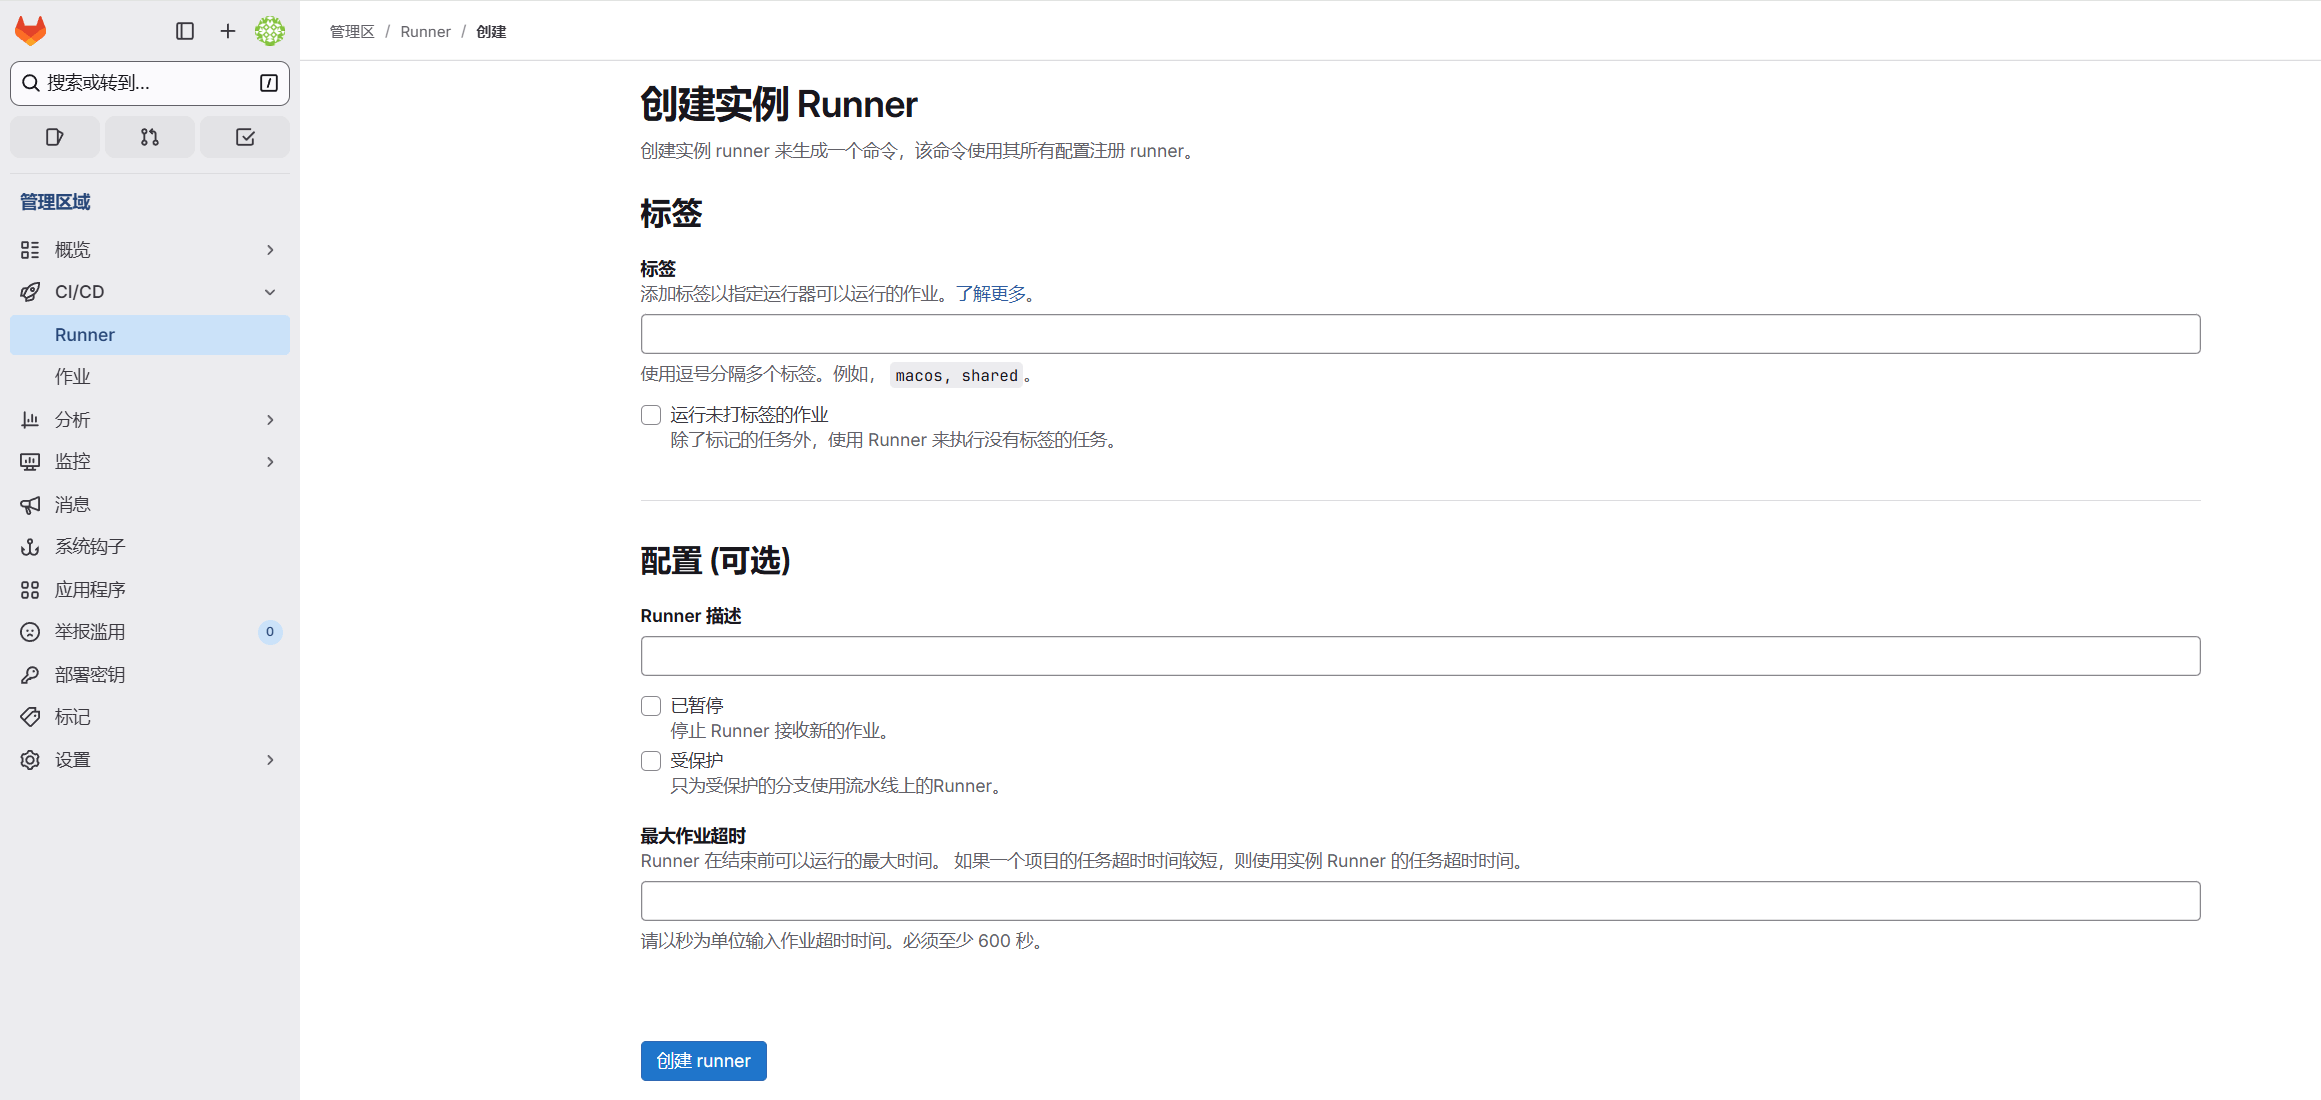 管理区 / Runner / 创建
搜索或转到...
管理区域
概览
CI/CD
Runner
作业
分析
监控
消息
系统钩子
应用程序
举报滥用 0
部署密钥
标记
设置
创建实例 Runner
创建实例 runner 来生成一个命令，该命令使用其所有配置注册 runner。
标签
标签
添加标签以指定运行器可以运行的作业。了解更多。
使用逗号分隔多个标签。例如， macos, shared。
运行未打标签的作业
除了标记的任务外，使用 Runner 来执行没有标签的任务。
配置 (可选)
Runner 描述
已暂停
停止 Runner 接收新的作业。
受保护
只为受保护的分支使用流水线上的Runner。
最大作业超时
Runner 在结束前可以运行的最大时间。 如果一个项目的任务超时时间较短，则使用实例 Runner 的任务超时时间。
请以秒为单位输入作业超时时间。必须至少 600 秒。
创建 runner